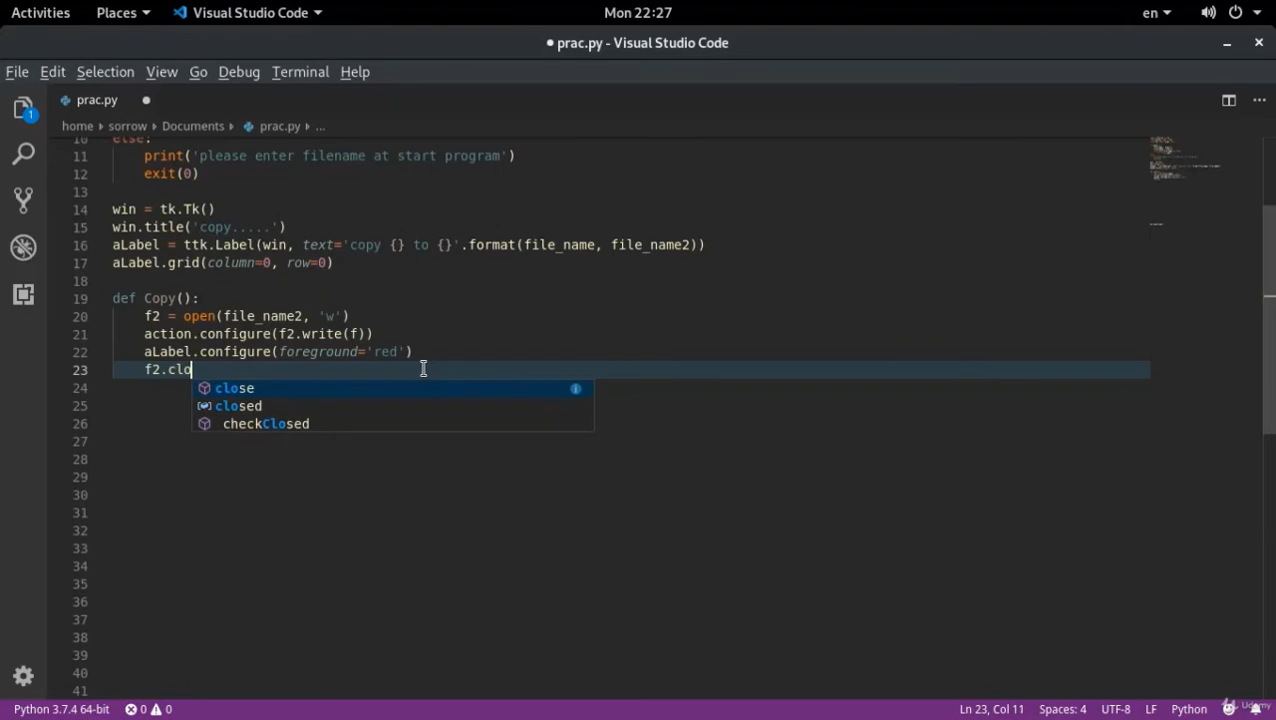 Activities Places Visual Studio Code Mon 22:27 en
● prac.py - Visual Studio Code
File Edit Selection View Go Debug Terminal Help
1 prac.py
home › sorrow › Documents › prac.py › ...
10 else:
11 print('please enter filename at start program')
12 exit(0)
13
14 win = tk.Tk()
15 win.title('copy.....')
16 aLabel = ttk.Label(win, text='copy {} to {}'.format(file_name, file_name2))
17 aLabel.grid(column=0, row=0)
18
19 def Copy():
20 f2 = open(file_name2, 'w')
21 action.configure(f2.write(f))
22 aLabel.configure(foreground='red')
23 f2.clo
24 close
25 closed
26 checkClosed
27
28
29
30
31
32
33
34
35
36
37
38
39
40
41
Python 3.7.4 64-bit 0 0 Ln 23, Col 11 Spaces: 4 UTF-8 LF Python
Udemy